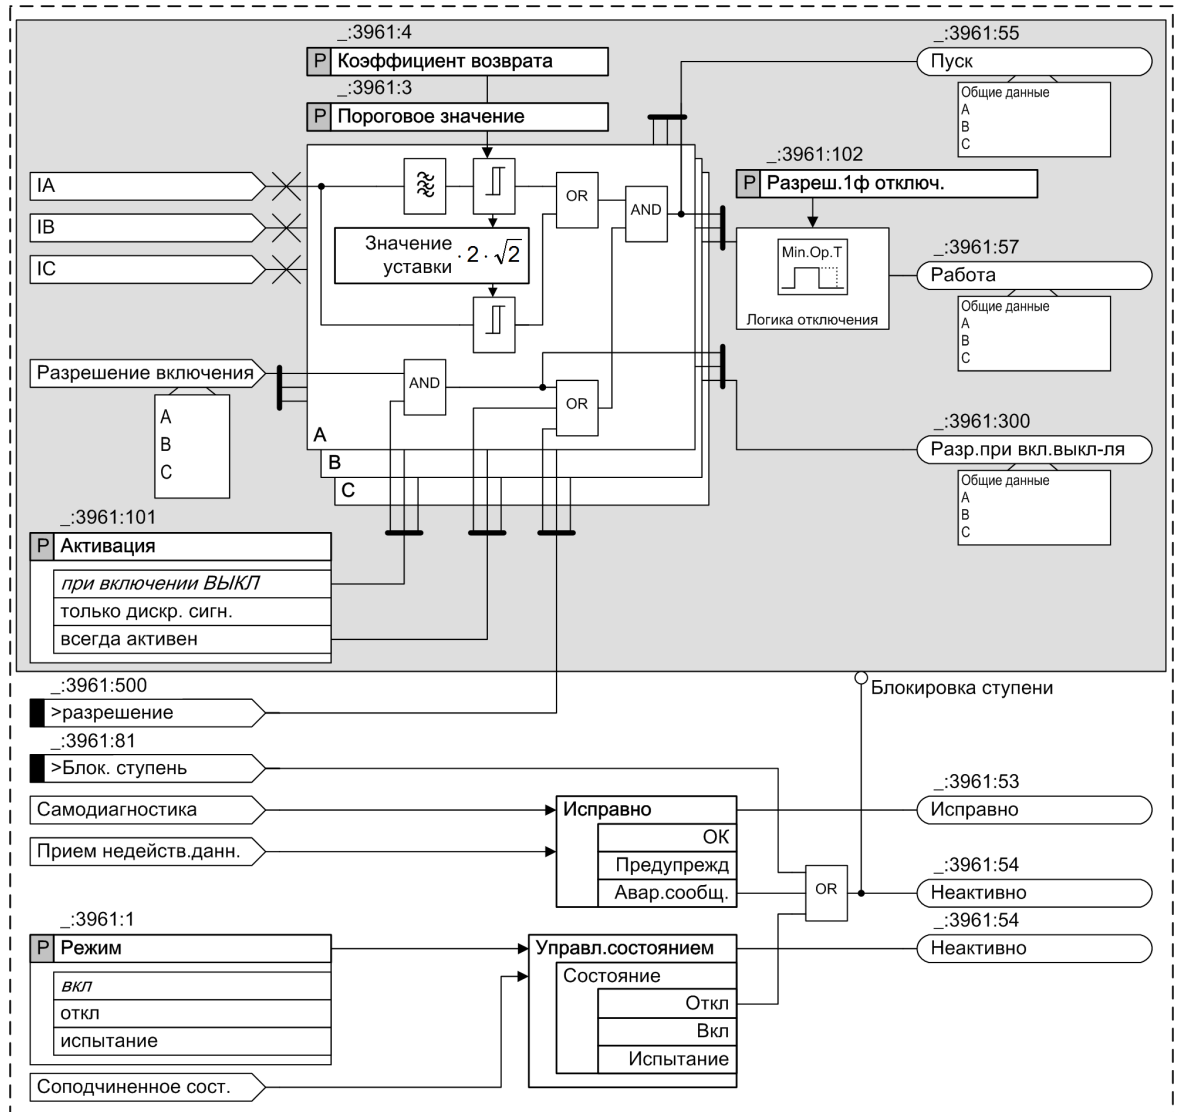 _:3961:4
P Коэффициент возврата
_:3961:3
P Пороговое значение
_:3961:55
Пуск
Общие данные
A
B
C
_:3961:102
P Разреш.1ф отключ.
IA
IB
IC
OR
AND
Значение уставки · 2 · √2
Min.Op.T
Логика отключения
_:3961:57
Работа
Общие данные
A
B
C
Разрешение включения
A
B
C
AND
OR
A
B
C
_:3961:300
Разр.при вкл.выкл-ля
Общие данные
A
B
C
_:3961:101
P Активация
при включении ВЫКЛ
только дискр. сигн.
всегда активен
_:3961:500
>разрешение
Блокировка ступени
_:3961:81
>Блок. ступень
Самодиагностика
Прием недейств.данн.
Исправно
ОК
Предупрежд
Авар.сообщ.
OR
_:3961:53
Исправно
_:3961:54
Неактивно
_:3961:54
Неактивно
_:3961:1
P Режим
вкл
откл
испытание
Соподчиненное сост.
Управл.состоянием
Состояние
Откл
Вкл
Испытание